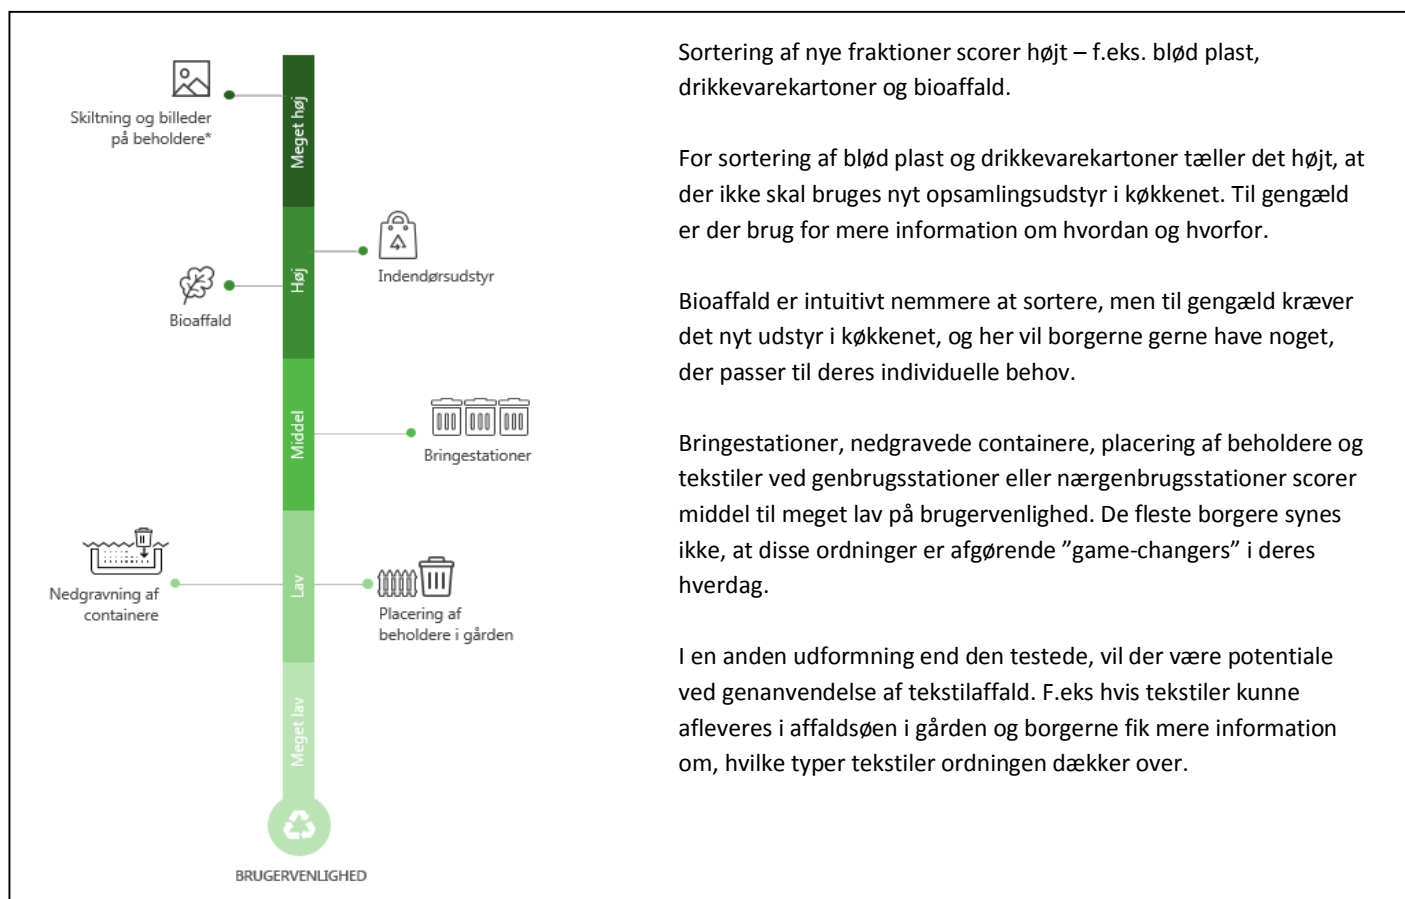 Skiltning og billeder
på beholdere*
Meget høj
Indendørsudstyr
Høj
Bioaffald
Middel
Bringestationer
Nedgravning af
containere
Lav
Placering af
beholdere i gården
Meget lav
BRUGERVENLIGHED
Sortering af nye fraktioner scorer højt – f.eks. blød plast,
drikkevarekartoner og bioaffald.
For sortering af blød plast og drikkevarekartoner tæller det højt, at
der ikke skal bruges nyt opsamlingsudstyr i køkkenet. Til gengæld
er der brug for mere information om hvordan og hvorfor.
Bioaffald er intuitivt nemmere at sortere, men til gengæld kræver
det nyt udstyr i køkkenet, og her vil borgerne gerne have noget,
der passer til deres individuelle behov.
Bringestationer, nedgravede containere, placering af beholdere og
tekstiler ved genbrugsstationer eller nærgenbrugsstationer scorer
middel til meget lav på brugervenlighed. De fleste borgere synes
ikke, at disse ordninger er afgørende ”game-changers” i deres
hverdag.
I en anden udformning end den testede, vil der være potentiale
ved genanvendelse af tekstilaffald. F.eks hvis tekstiler kunne
afleveres i affaldsøen i gården og borgerne fik mere information
om, hvilke typer tekstiler ordningen dækker over.